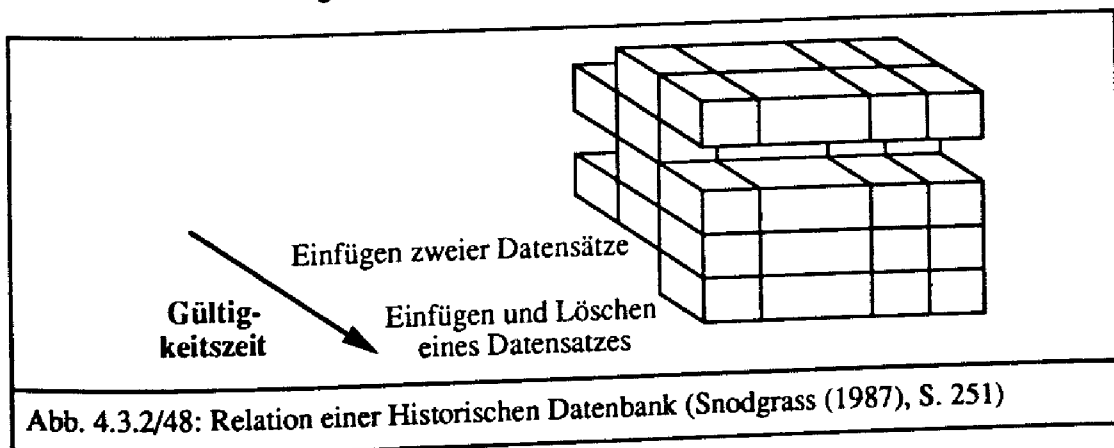 Einfügen zweier Datensätze
Gültig-
keitszeit
Einfügen und Löschen
eines Datensatzes
Abb. 4.3.2/48: Relation einer Historischen Datenbank (Snodgrass (1987), S. 251)